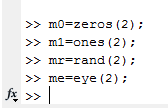 >> m0=zeros(2);
>> m1=ones(2);
>> mr=rand(2);
>> me=eye(2);
fx >>